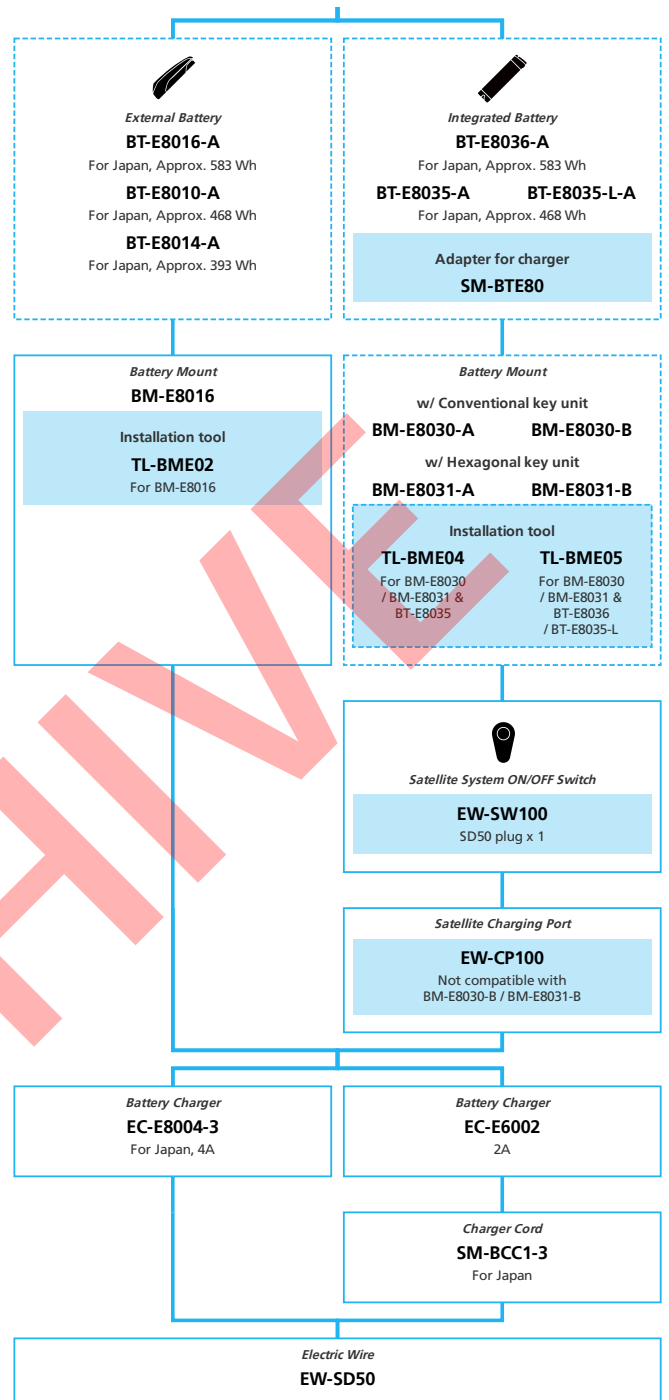 External Battery
BT-E8016-A
For Japan, Approx. 583 Wh
BT-E8010-A
For Japan, Approx. 468 Wh
BT-E8014-A
For Japan, Approx. 393 Wh
Integrated Battery
BT-E8036-A
For Japan, Approx. 583 Wh
BT-E8035-A BT-E8035-L-A
For Japan, Approx. 468 Wh
Adapter for charger
SM-BTE80
Battery Mount
BM-E8016
Installation tool
TL-BME02
For BM-E8016
Battery Mount
w/ Conventional key unit
BM-E8030-A BM-E8030-B
w/ Hexagonal key unit
BM-E8031-A BM-E8031-B
Installation tool
TL-BME04
For BM-E8030
/ BM-E8031 &
BT-E8035
TL-BME05
For BM-E8030
/ BM-E8031 &
BT-E8036
/ BT-E8035-L
Satellite System ON/OFF Switch
EW-SW100
SD50 plug x 1
Satellite Charging Port
EW-CP100
Not compatible with
BM-E8030-B / BM-E8031-B
Battery Charger
EC-E8004-3
For Japan, 4A
Battery Charger
EC-E6002
2A
Charger Cord
SM-BCC1-3
For Japan
Electric Wire
EW-SD50
HIVE